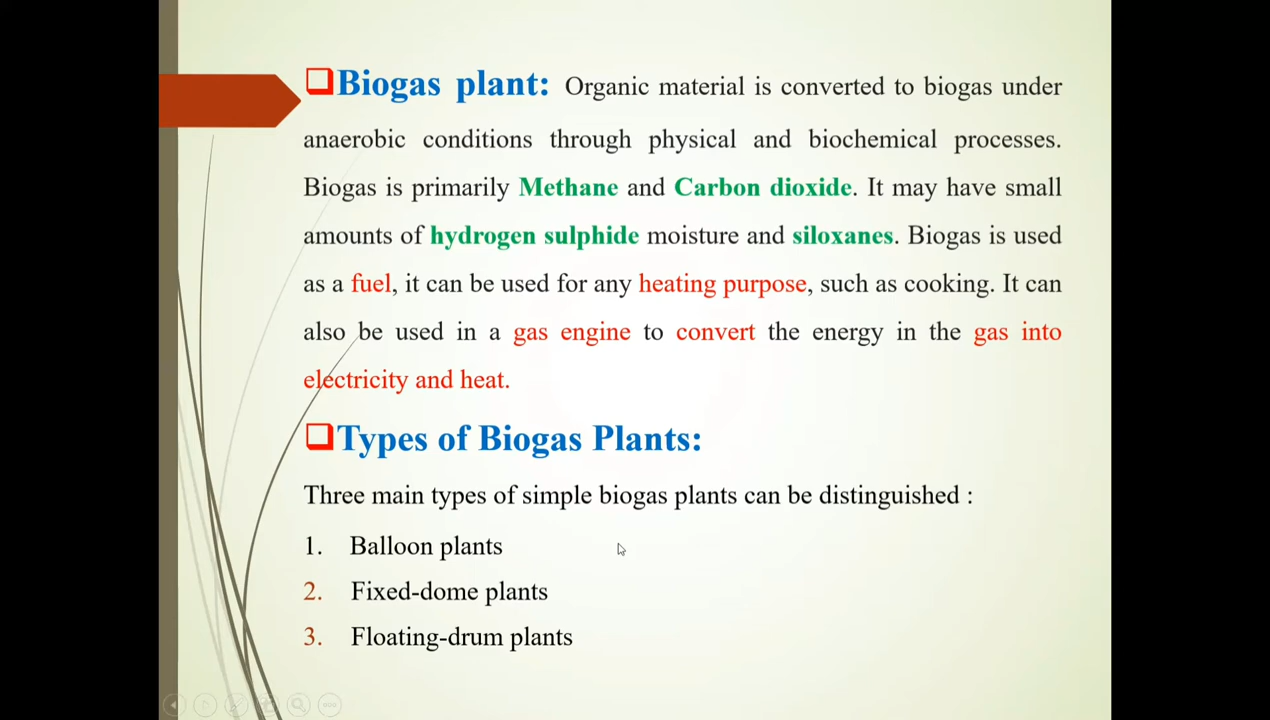 Biogas plant: Organic material is converted to biogas under
anaerobic conditions through physical and biochemical processes.
Biogas is primarily Methane and Carbon dioxide. It may have small
amounts of hydrogen sulphide moisture and siloxanes. Biogas is used
as a fuel, it can be used for any heating purpose, such as cooking. It can
also be used in a gas engine to convert the energy in the gas into
electricity and heat.
Types of Biogas Plants:
Three main types of simple biogas plants can be distinguished :
1. Balloon plants
2. Fixed-dome plants
3. Floating-drum plants